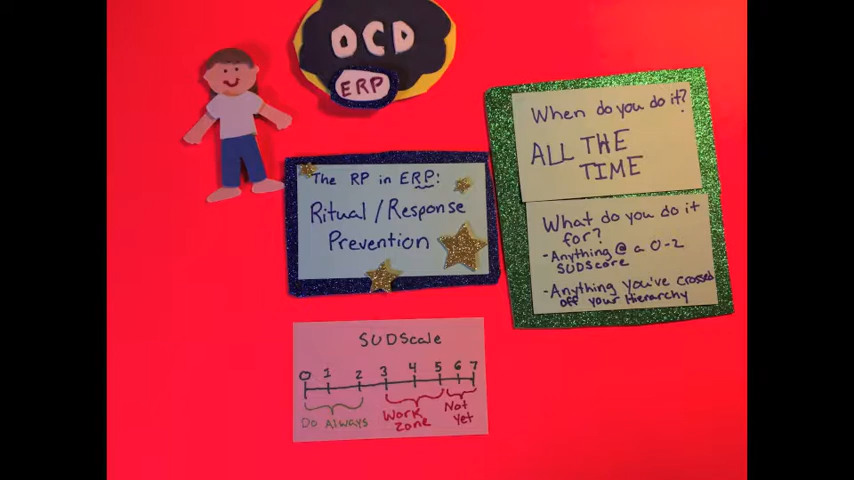 OCD
ERP
The RP in ERP:
Ritual/Response
Prevention
When do you do it?
ALL THE
TIME
What do you do it
for?
-Anything @ a 0-2
SUDScore
-Anything you've crossed
off your Hierarchy
SUDScale
0 1 2 3 4 5 6 7
Do Always
Work
zone
Not
Yet